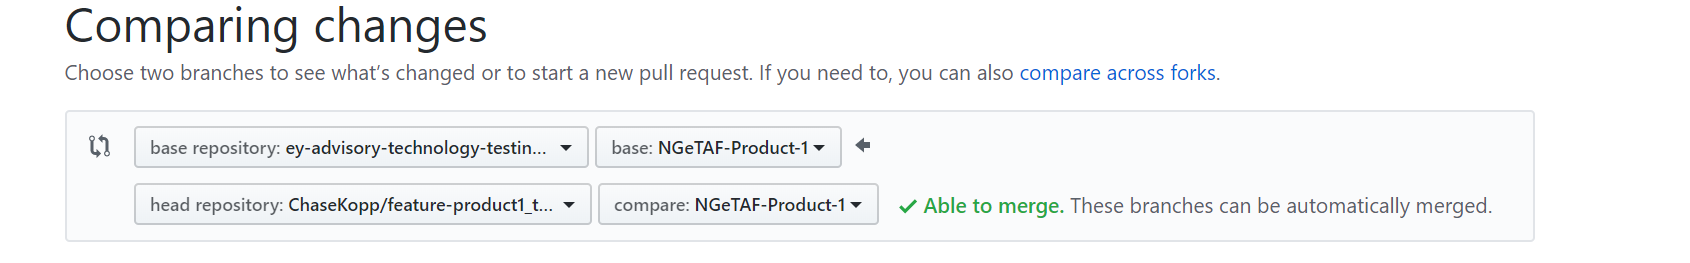 Comparing changes
Choose two branches to see what’s changed or to start a new pull request. If you need to, you can also compare across forks.
base repository: ey-advisory-technology-testin... base: NGeTAF-Product-1
head repository: ChaseKopp/feature-product1_t... compare: NGeTAF-Product-1 Able to merge. These branches can be automatically merged.